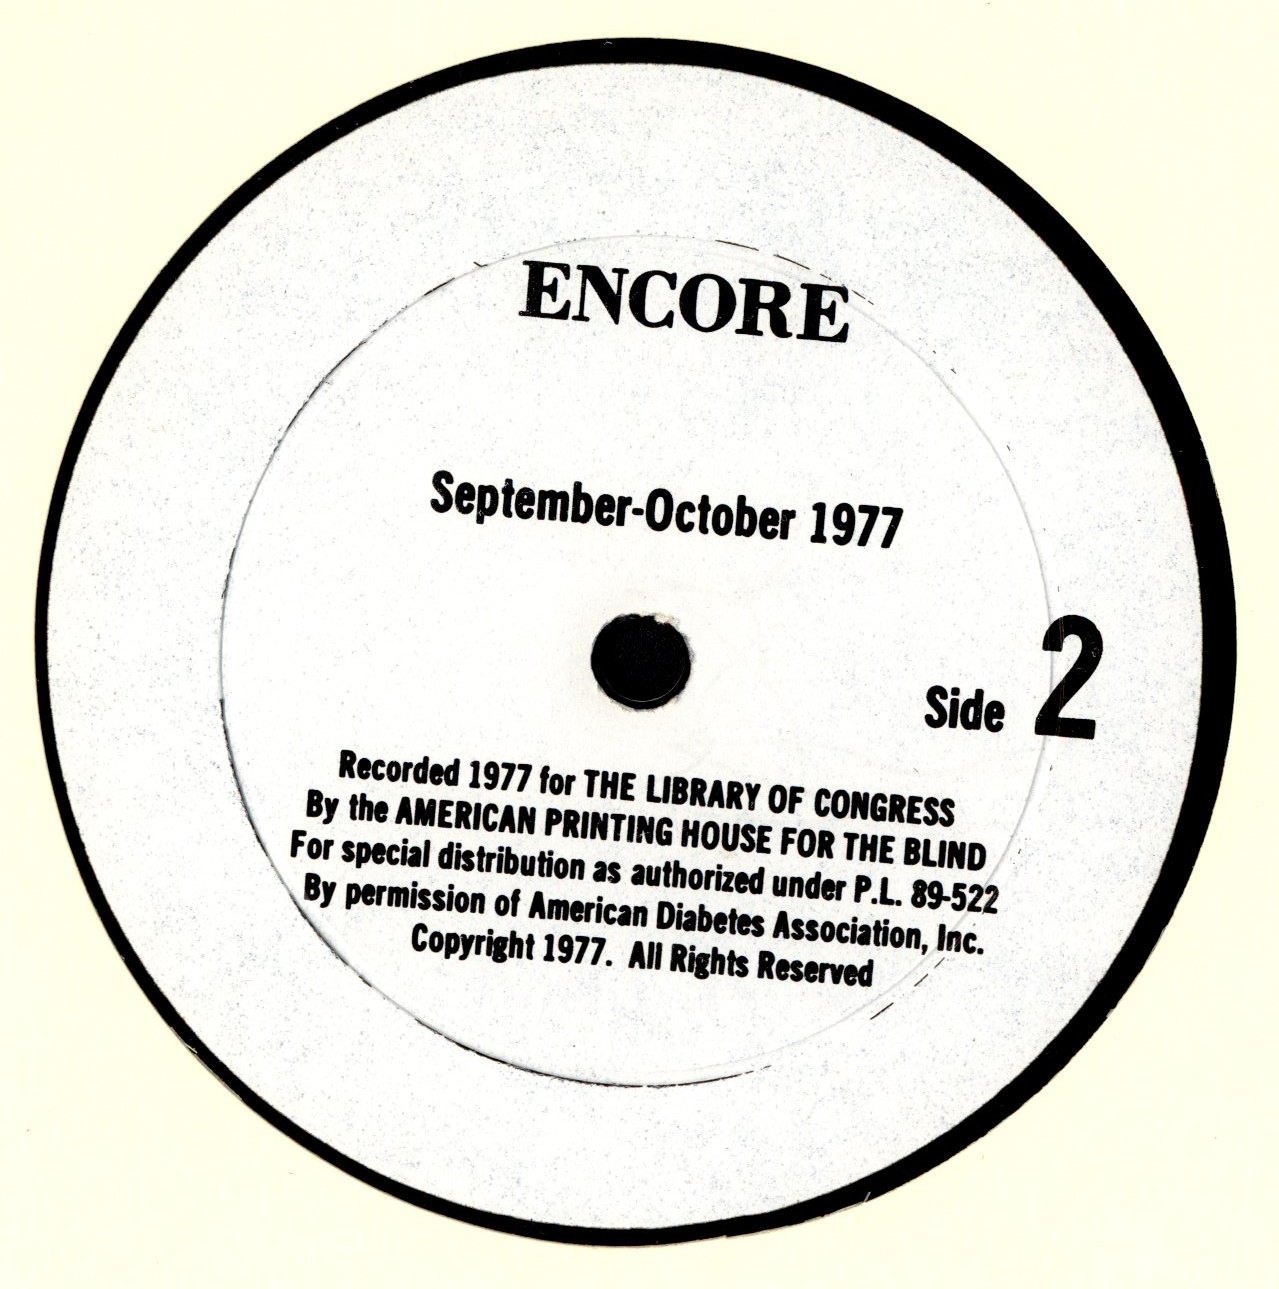 ENCORE
September-October 1977
Side 2
Recorded 1977 for THE LIBRARY OF CONGRESS
By the AMERICAN PRINTING HOUSE FOR THE BLIND
For special distribution as authorized under P.L. 89-522
By permission of American Diabetes Association, Inc.
Copyright 1977. All Rights Reserved